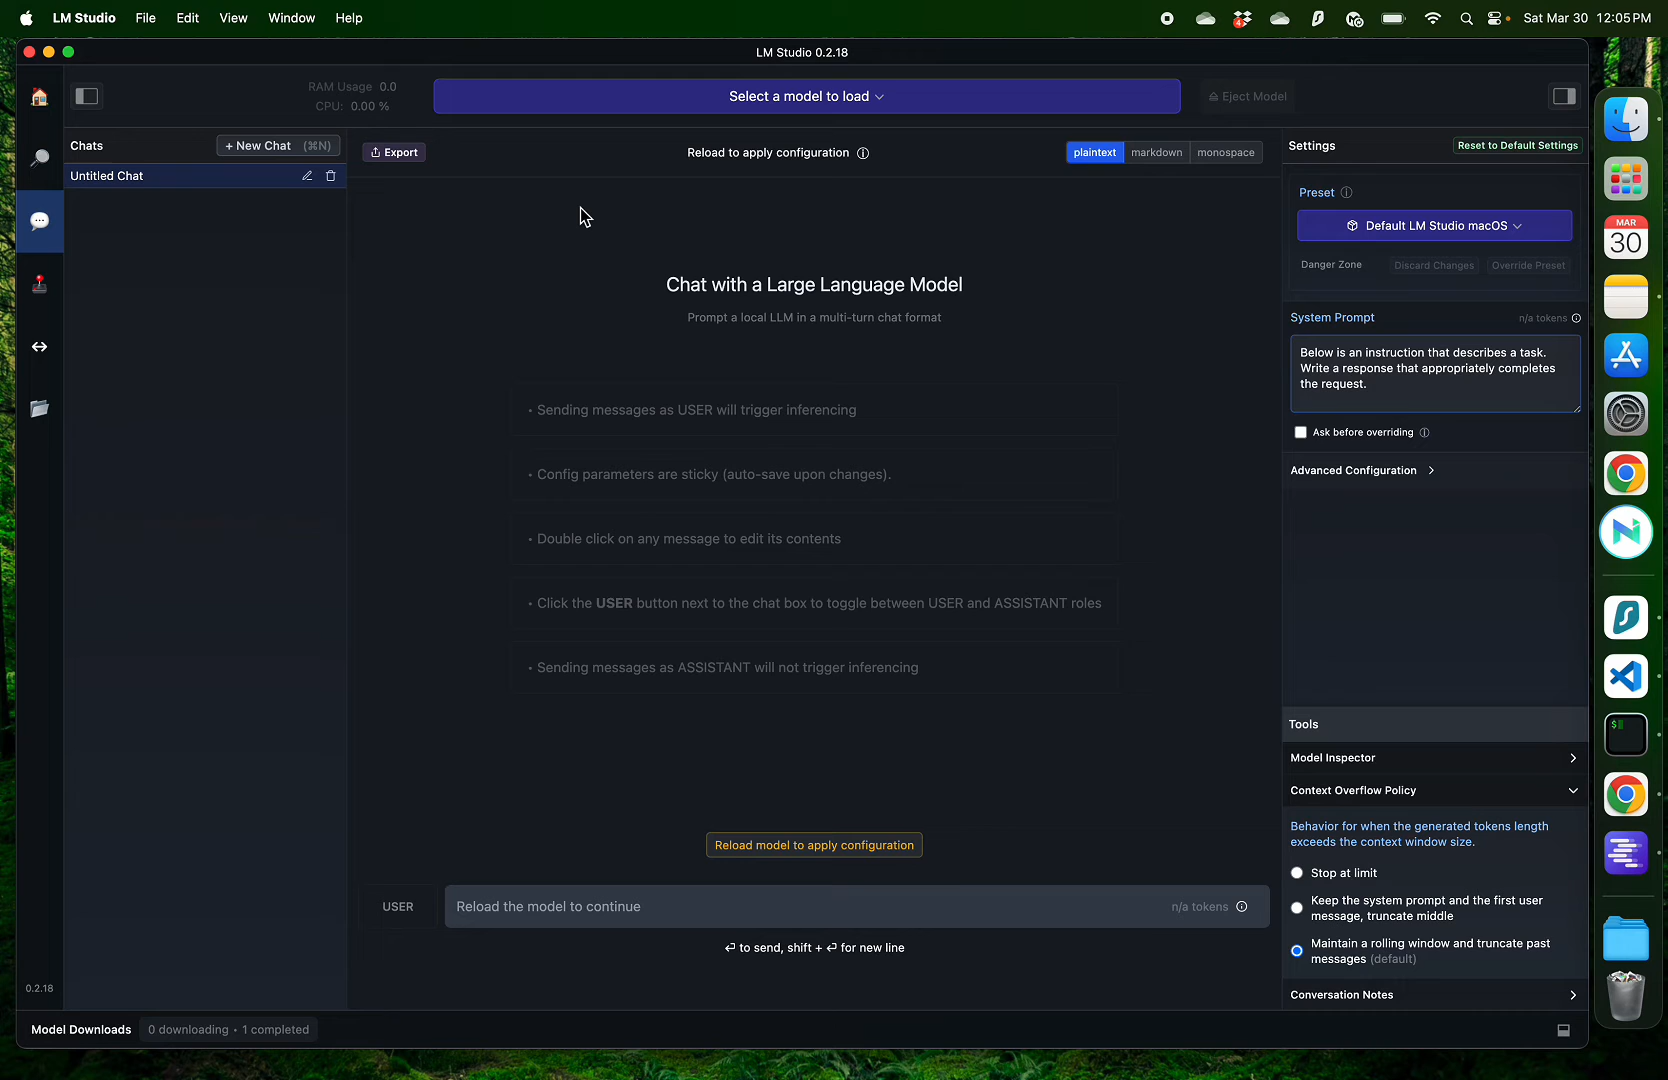 LM Studio File Edit View Window Help
4
Sat Mar 30 12:05PM
LM Studio 0.2.18
RAM Usage 0.0
CPU: 0.00 %
Select a model to load
Eject Model
Chats
+ New Chat (⌘N)
Untitled Chat
Export
Reload to apply configuration
plaintext markdown monospace
Chat with a Large Language Model
Prompt a local LLM in a multi-turn chat format
• Sending messages as USER will trigger inferencing
• Config parameters are sticky (auto-save upon changes).
• Double click on any message to edit its contents
• Click the USER button next to the chat box to toggle between USER and ASSISTANT roles
• Sending messages as ASSISTANT will not trigger inferencing
Reload model to apply configuration
USER
Reload the model to continue
n/a tokens
↵ to send, shift + ↵ for new line
Settings
Reset to Default Settings
Preset
Default LM Studio macOS
Danger Zone
Discard Changes
Override Preset
System Prompt
n/a tokens
Below is an instruction that describes a task.
Write a response that appropriately completes
the request.
Ask before overriding
Advanced Configuration
Tools
Model Inspector
Context Overflow Policy
Behavior for when the generated tokens length
exceeds the context window size.
Stop at limit
Keep the system prompt and the first user
message, truncate middle
Maintain a rolling window and truncate past
messages (default)
Conversation Notes
0.2.18
Model Downloads
0 downloading • 1 completed
MAR
30
$